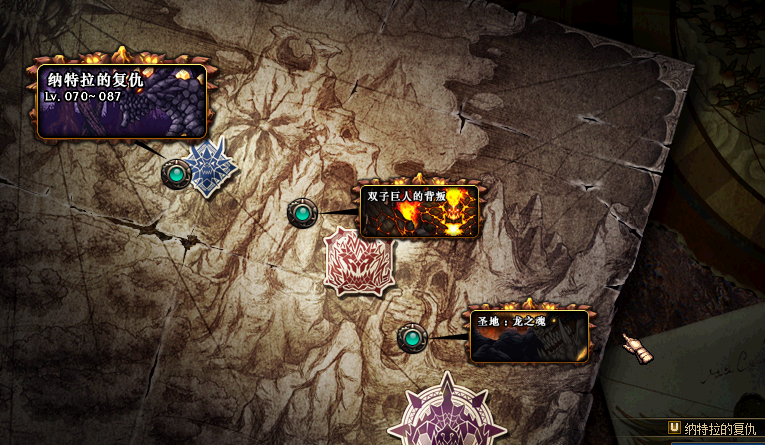 纳特拉的复仇
Lv. 070~087
双子巨人的背叛
圣地：龙之魂
U 纳特拉的复仇